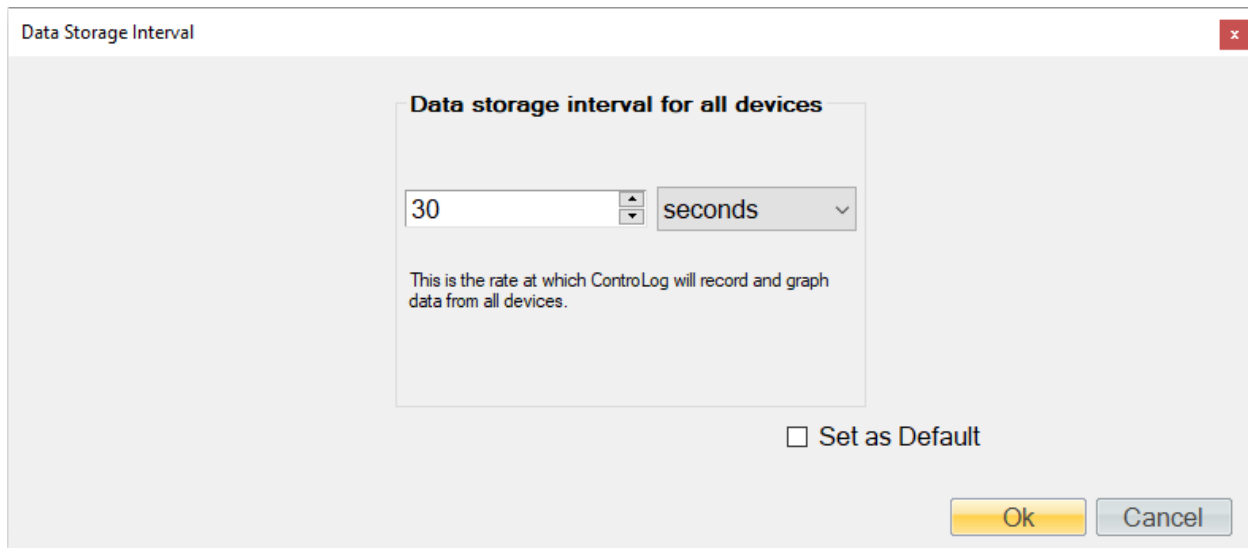 Data Storage Interval
x
Data storage interval for all devices
30 seconds
This is the rate at which ControLog will record and graph
data from all devices.
Set as Default
Ok Cancel